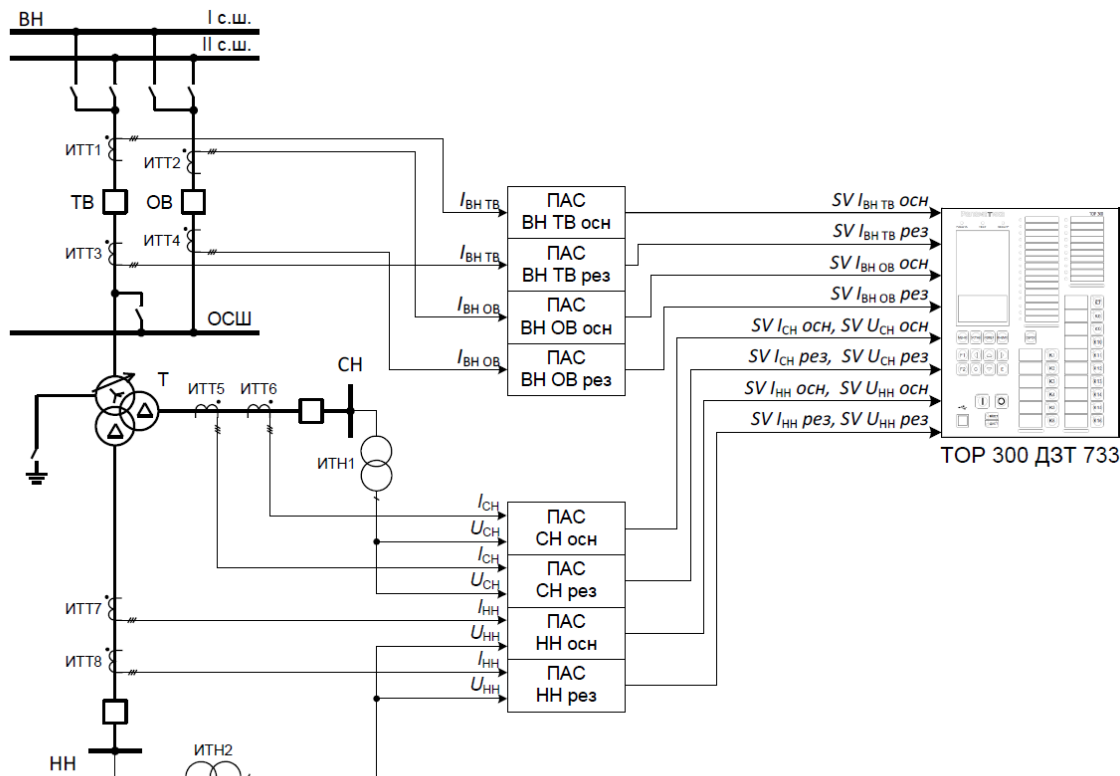 ВН
I с.ш.
II с.ш.
ИТТ1
ИТТ2
ТВ
ОВ
ИТТ3
ИТТ4
ОСШ
Т
ИТТ5
ИТТ6
СН
ИТН1
ИТТ7
ИТТ8
НН
ИТН2
IВН ТВ
IВН ТВ
IВН ОВ
IВН ОВ
ПАС
ВН ТВ осн
ПАС
ВН ТВ рез
ПАС
ВН ОВ осн
ПАС
ВН ОВ рез
SV IВН ТВ осн
SV IВН ТВ рез
SV IВН ОВ осн
SV IВН ОВ рез
SV IСН осн, SV UСН осн
SV IСН рез, SV UСН рез
SV IНН осн, SV UНН осн
SV IНН рез, SV UНН рез
ТОР 300 ДЗТ 733
IСН
UСН
IСН
UСН
IНН
UНН
IНН
UНН
ПАС
СН осн
ПАС
СН рез
ПАС
НН осн
ПАС
НН рез